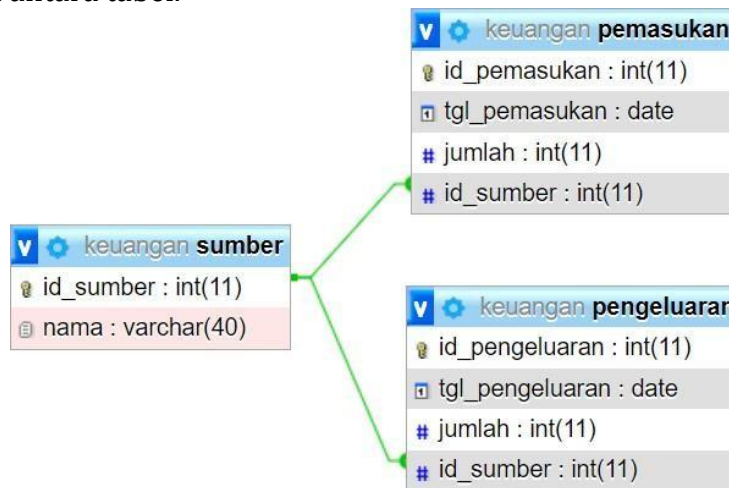 keuangan pemasukan
id_pemasukan : int(11)
tgl_pemasukan : date
jumlah : int(11)
id_sumber : int(11)
keuangan sumber
id_sumber : int(11)
nama : varchar(40)
keuangan pengeluaran
id_pengeluaran : int(11)
tgl_pengeluaran : date
jumlah : int(11)
id_sumber : int(11)